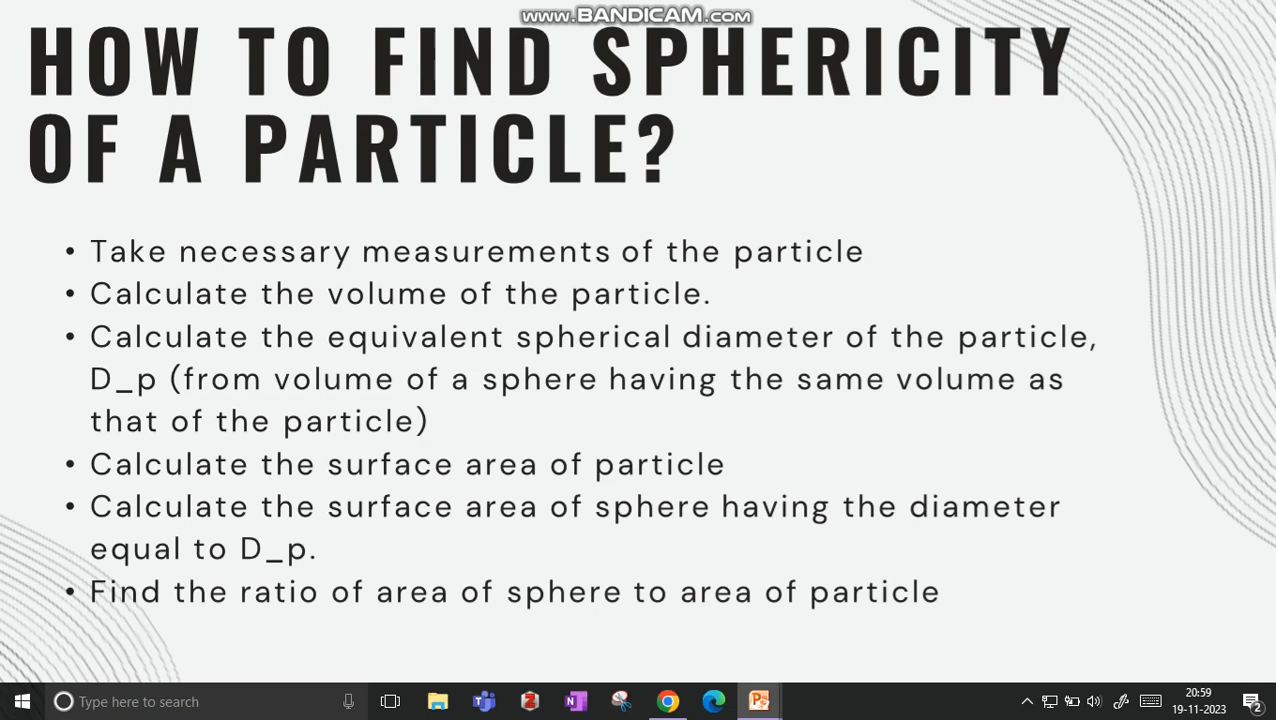 www.BANDICAM.com
HOW TO FIND SPHERICITY
OF A PARTICLE?
• Take necessary measurements of the particle
• Calculate the volume of the particle.
• Calculate the equivalent spherical diameter of the particle,
D_p (from volume of a sphere having the same volume as
that of the particle)
• Calculate the surface area of particle
• Calculate the surface area of sphere having the diameter
equal to D_p.
• Find the ratio of area of sphere to area of particle
Type here to search
20:59
19-11-2023
2